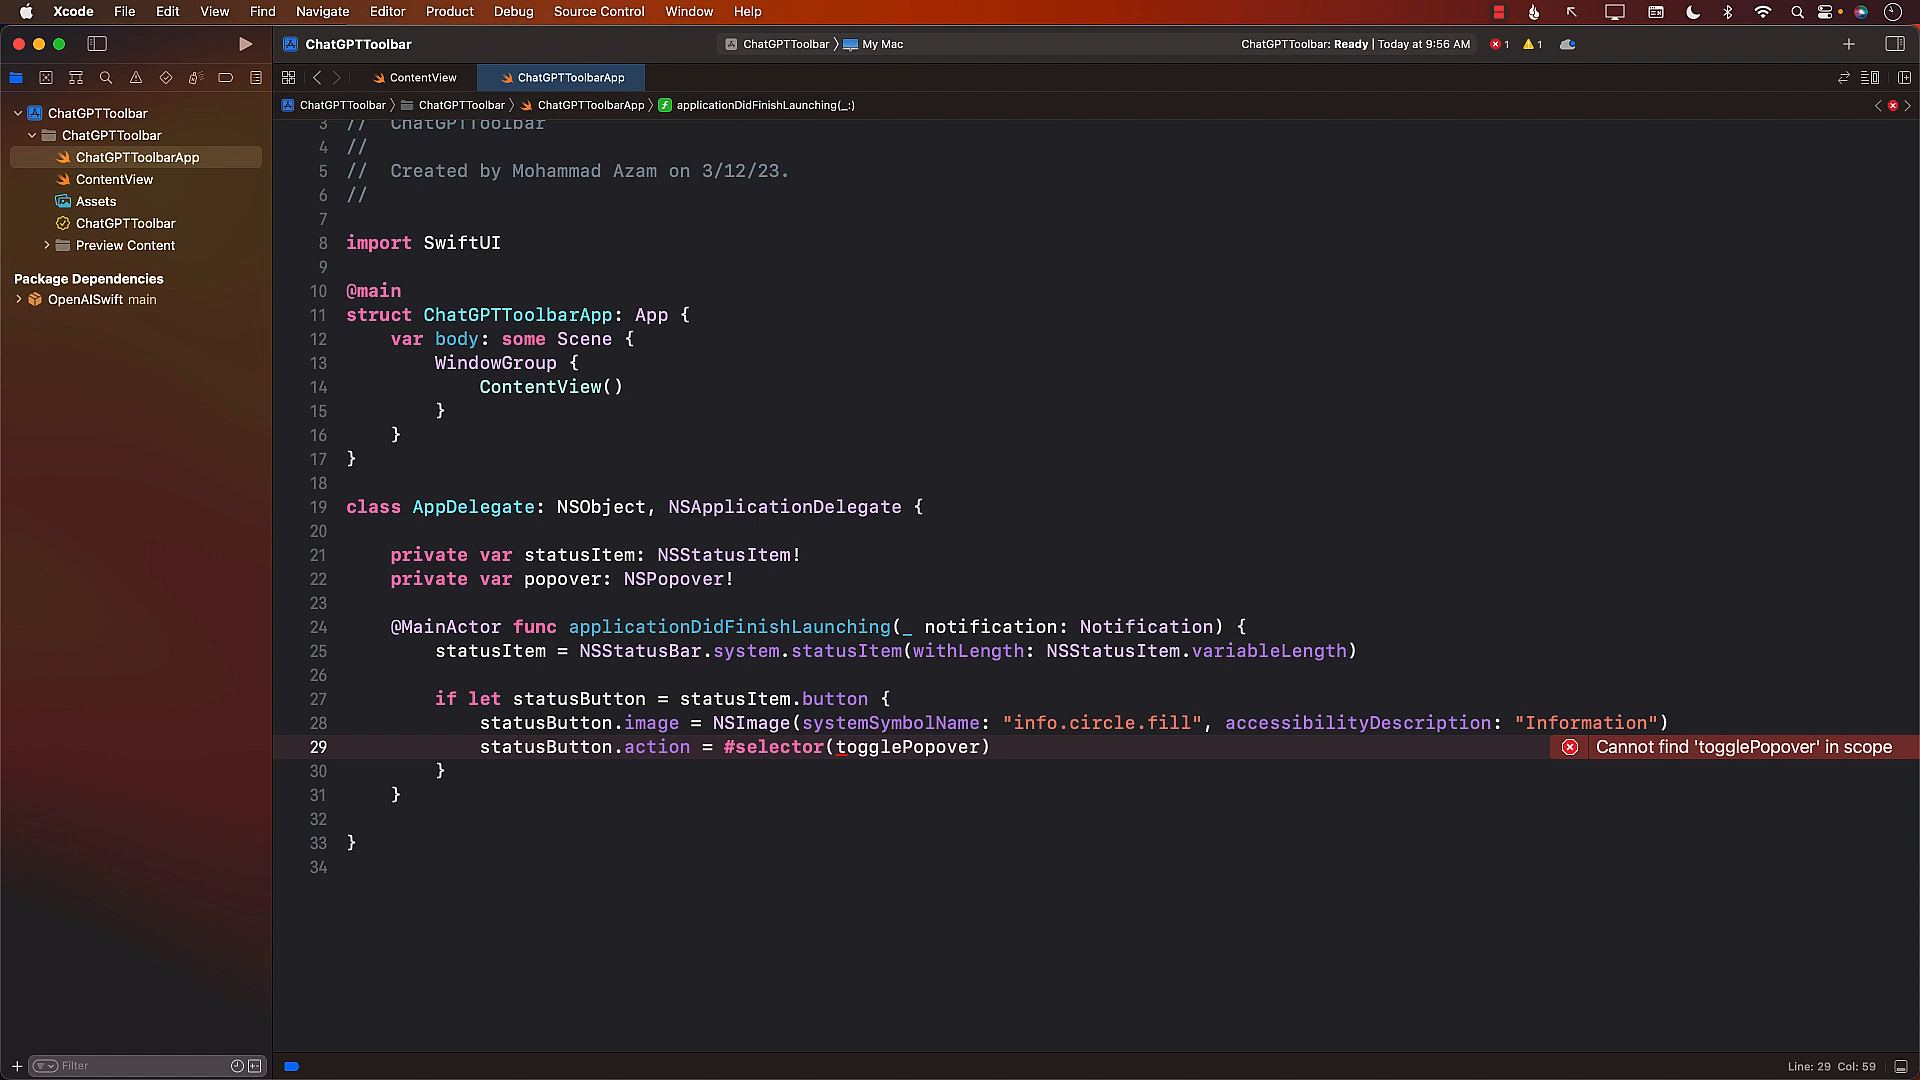 Xcode File Edit View Find Navigate Editor Product Debug Source Control Window Help
ChatGPTToolbar
ChatGPTToolbar My Mac
ChatGPTToolbar: Ready | Today at 9:56 AM 1 1
ContentView ChatGPTToolbarApp
ChatGPTToolbar ChatGPTToolbar ChatGPTToolbarApp applicationDidFinishLaunching(_:)
ChatGPTToolbar
ChatGPTToolbar
ChatGPTToolbarApp
ContentView
Assets
ChatGPTToolbar
Preview Content
Package Dependencies
OpenAISwift main
3 // ChatGPTToolbar
4 //
5 // Created by Mohammad Azam on 3/12/23.
6 //
7
8 import SwiftUI
9
10 @main
11 struct ChatGPTToolbarApp: App {
12 var body: some Scene {
13 WindowGroup {
14 ContentView()
15 }
16 }
17 }
18
19 class AppDelegate: NSObject, NSApplicationDelegate {
20
21 private var statusItem: NSStatusItem!
22 private var popover: NSPopover!
23
24 @MainActor func applicationDidFinishLaunching(_ notification: Notification) {
25 statusItem = NSStatusBar.system.statusItem(withLength: NSStatusItem.variableLength)
26
27 if let statusButton = statusItem.button {
28 statusButton.image = NSImage(systemSymbolName: "info.circle.fill", accessibilityDescription: "Information")
29 statusButton.action = #selector(togglePopover) Cannot find 'togglePopover' in scope
30 }
31 }
32
33 }
34
Filter
Line: 29 Col: 59